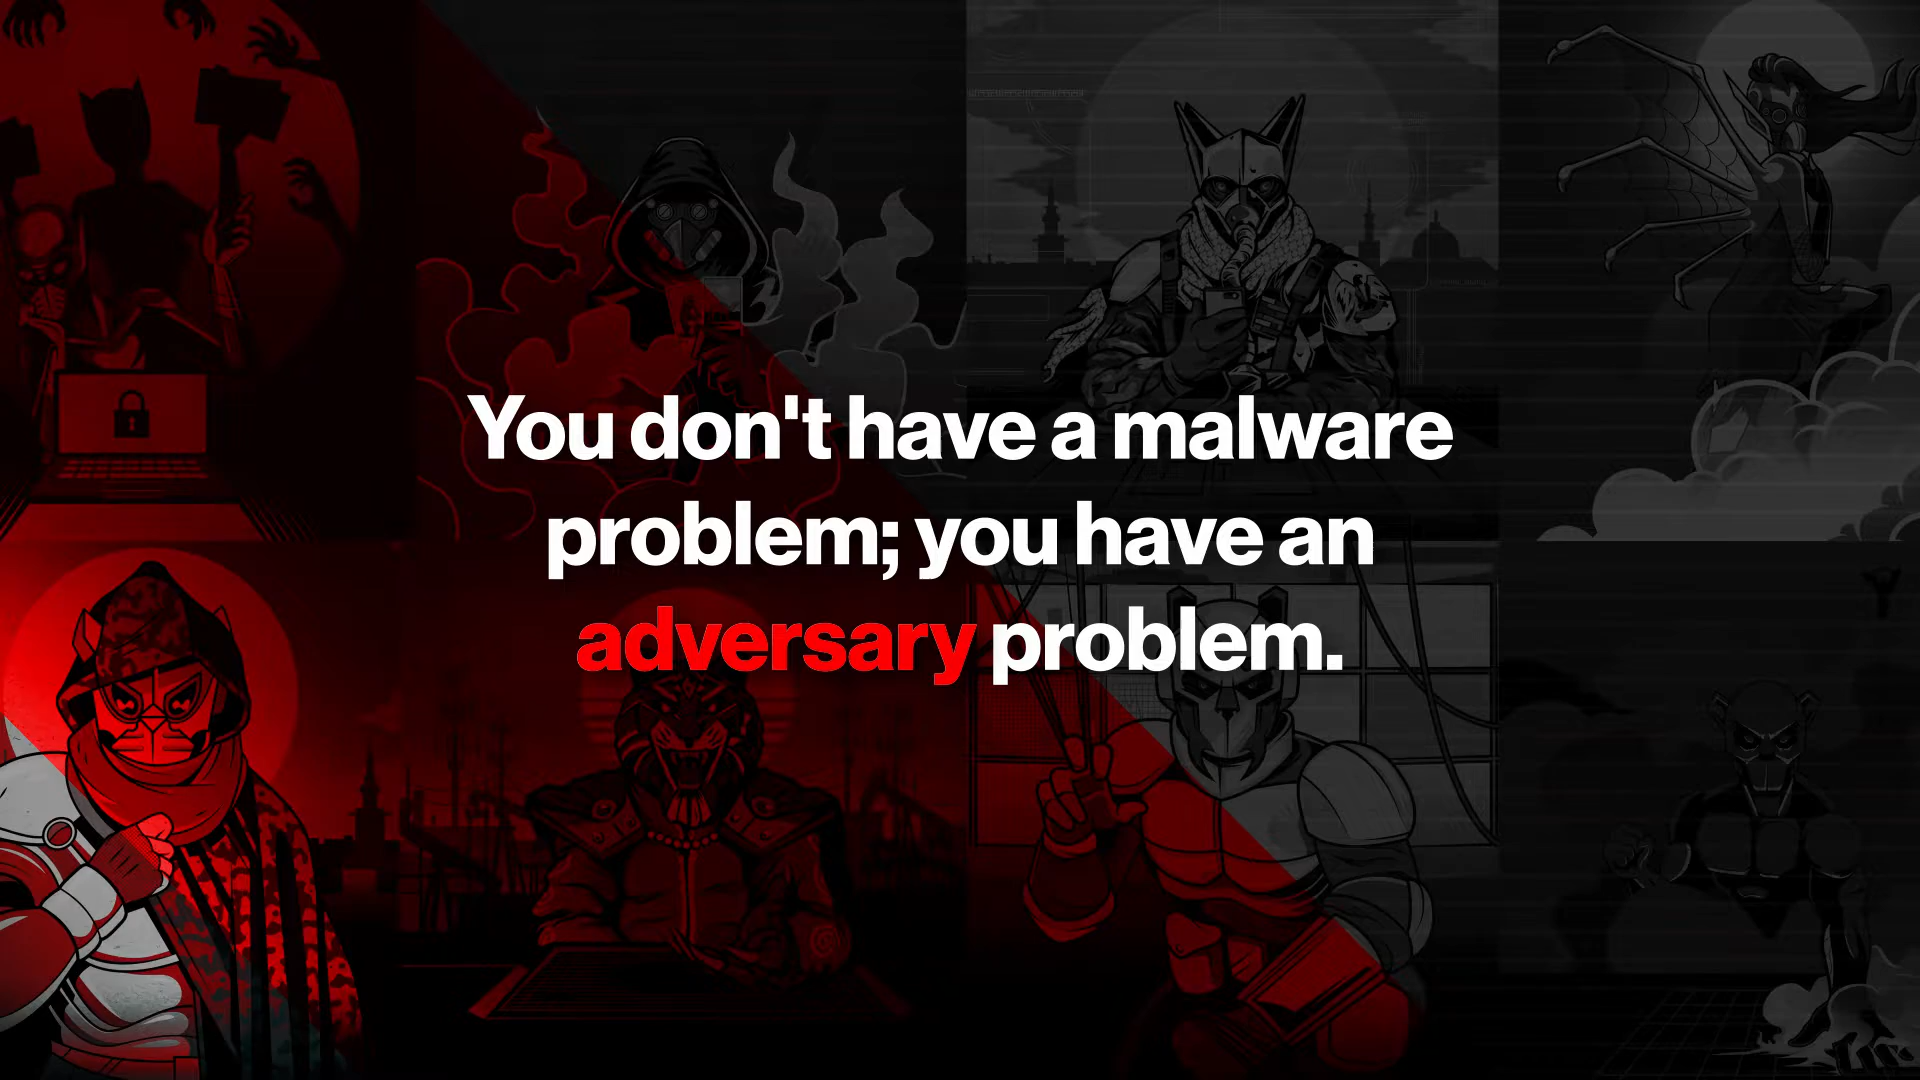 You don't have a malware
problem; you have an
adversary problem.